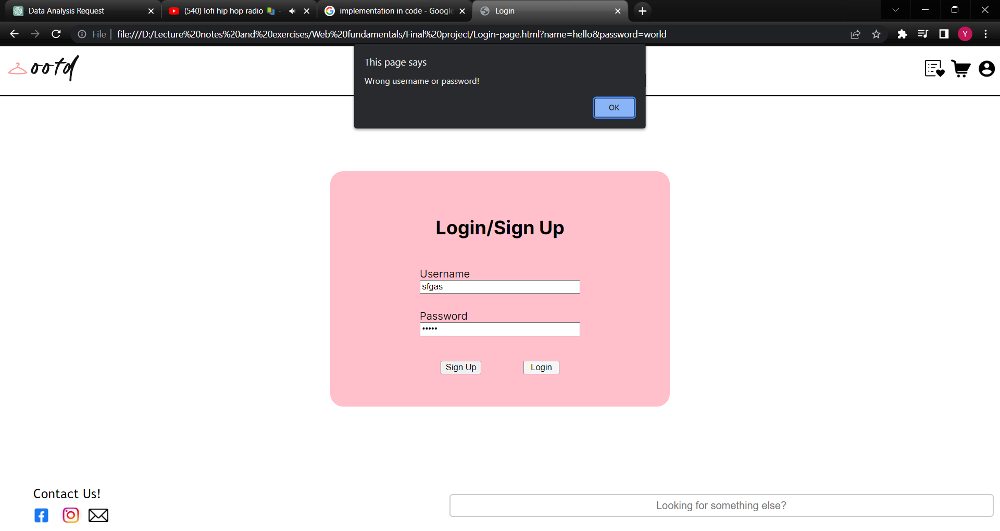 Data Analysis Request
(540) lofi hip hop radio
implementation in code - Google
Login
File
file:///D:/Lecture%20notes%20and%20exercises/Web%20fundamentals/Final%20project/Login-page.html?name=hello&password=world
Y
ootd
This page says
Wrong username or password!
OK
Login/Sign Up
Username
sfgas
Password
•••••
Sign Up
Login
Contact Us!
Looking for something else?